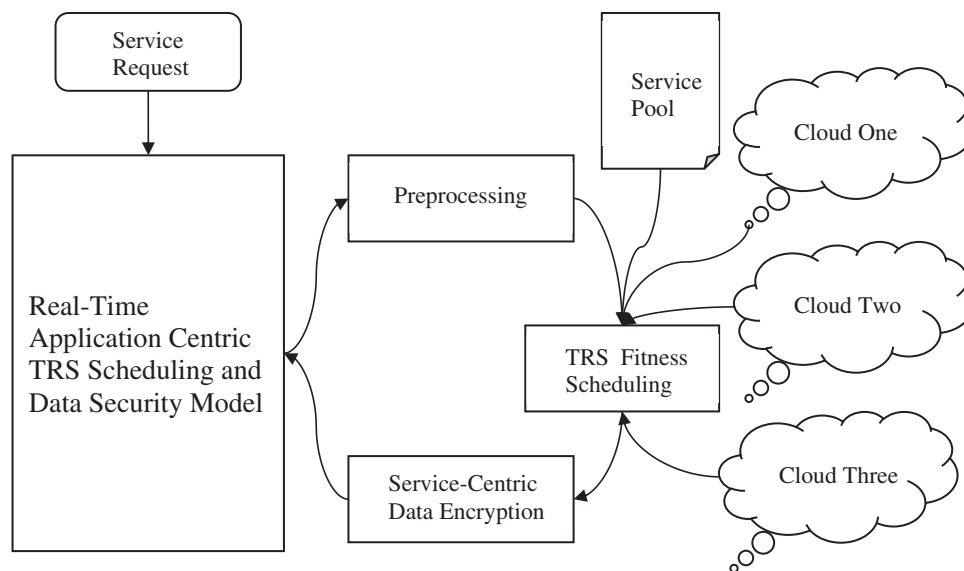 Service
Request
Service
Pool
Cloud One
Preprocessing
Real-Time
Application Centric
TRS Scheduling and
Data Security Model
Cloud Two
TRS Fitness
Scheduling
Service-Centric
Data Encryption
Cloud Three